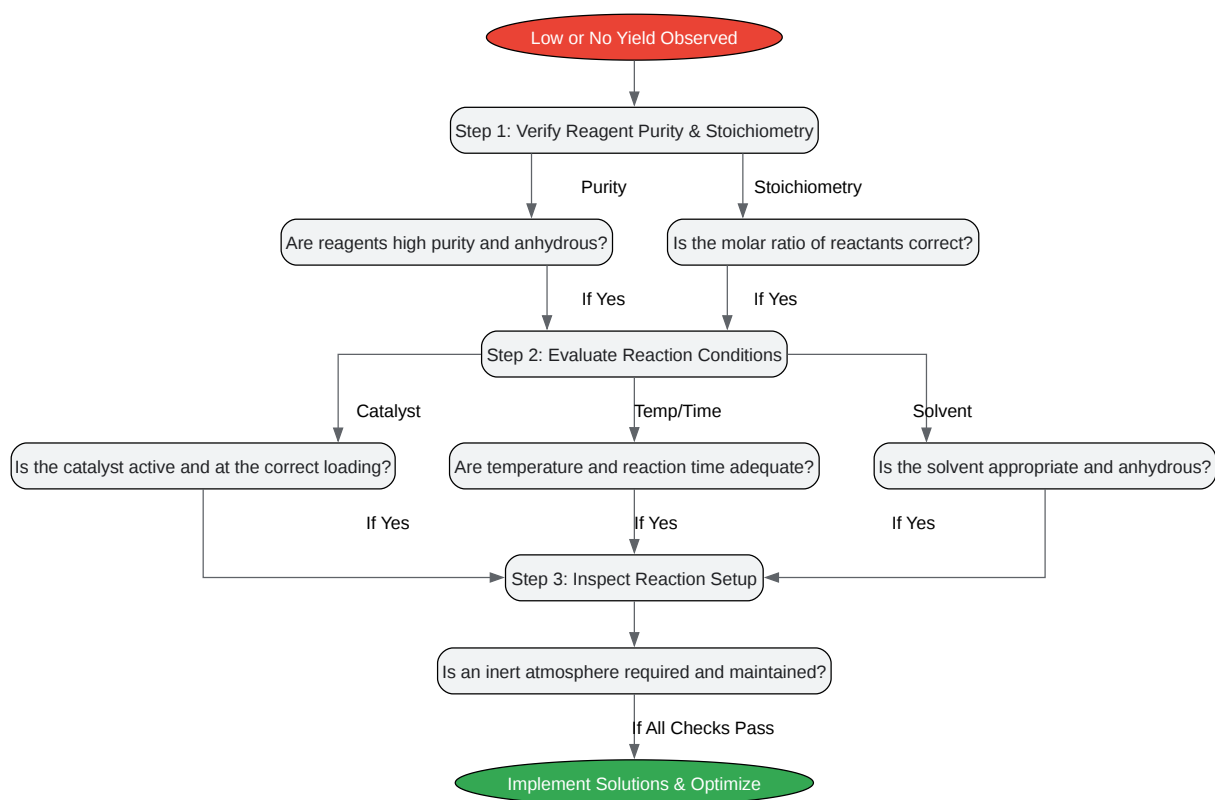 Low or No Yield Observed
Step 1: Verify Reagent Purity & Stoichiometry
Purity
Stoichiometry
Are reagents high purity and anhydrous?
Is the molar ratio of reactants correct?
If Yes
If Yes
Step 2: Evaluate Reaction Conditions
Catalyst
Temp/Time
Solvent
Is the catalyst active and at the correct loading?
Are temperature and reaction time adequate?
Is the solvent appropriate and anhydrous?
If Yes
If Yes
If Yes
Step 3: Inspect Reaction Setup
Is an inert atmosphere required and maintained?
If All Checks Pass
Implement Solutions & Optimize